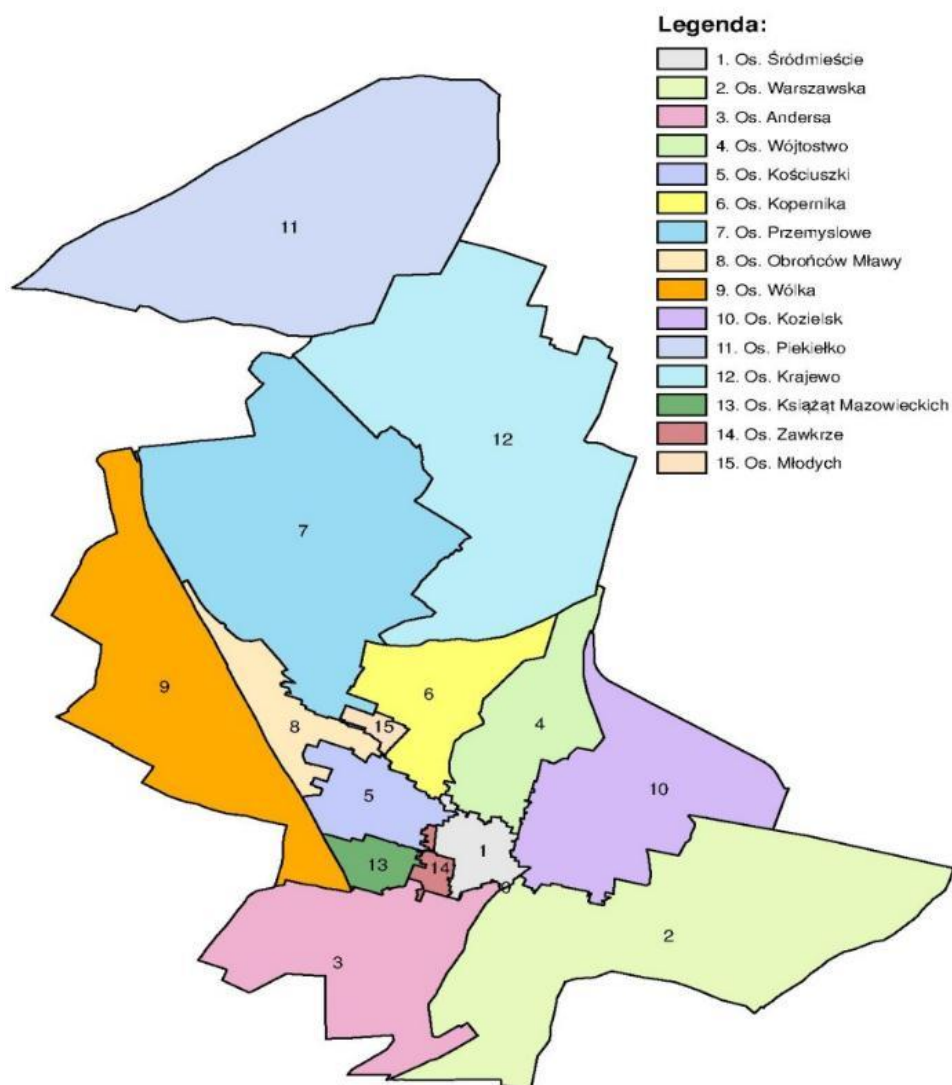 Legenda:
1. Os. Śródmieście
2. Os. Warszawska
3. Os. Andersa
4. Os. Wójtostwo
5. Os. Kościuszki
6. Os. Kopernika
7. Os. Przemyslowe
8. Os. Obrońców Mławy
9. Os. Wólka
10. Os. Kozielsk
11. Os. Piekiełko
12. Os. Krajewo
13. Os. Książąt Mazowieckich
14. Os. Zawkrze
15. Os. Młodych
11
12
7
9
6
15
8
4
5
10
1
13
14
0
2
3